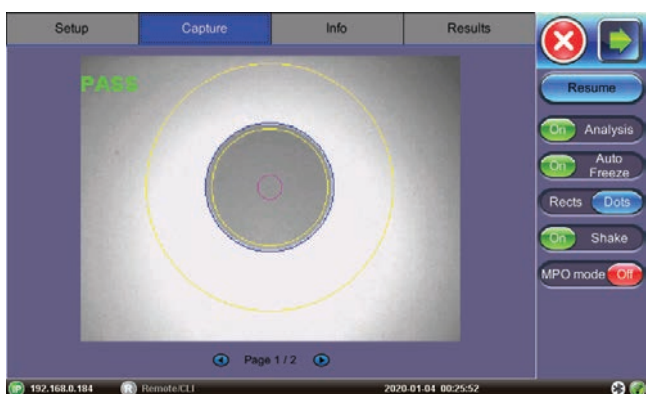 Setup Capture Info Results
PASS
Resume
On Analysis
On Auto Freeze
Rects Dots
On Shake
MPO mode Off
Page 1 / 2
IP 192.168.0.184 R Remote/CLI 2020-01-04 00:25:52